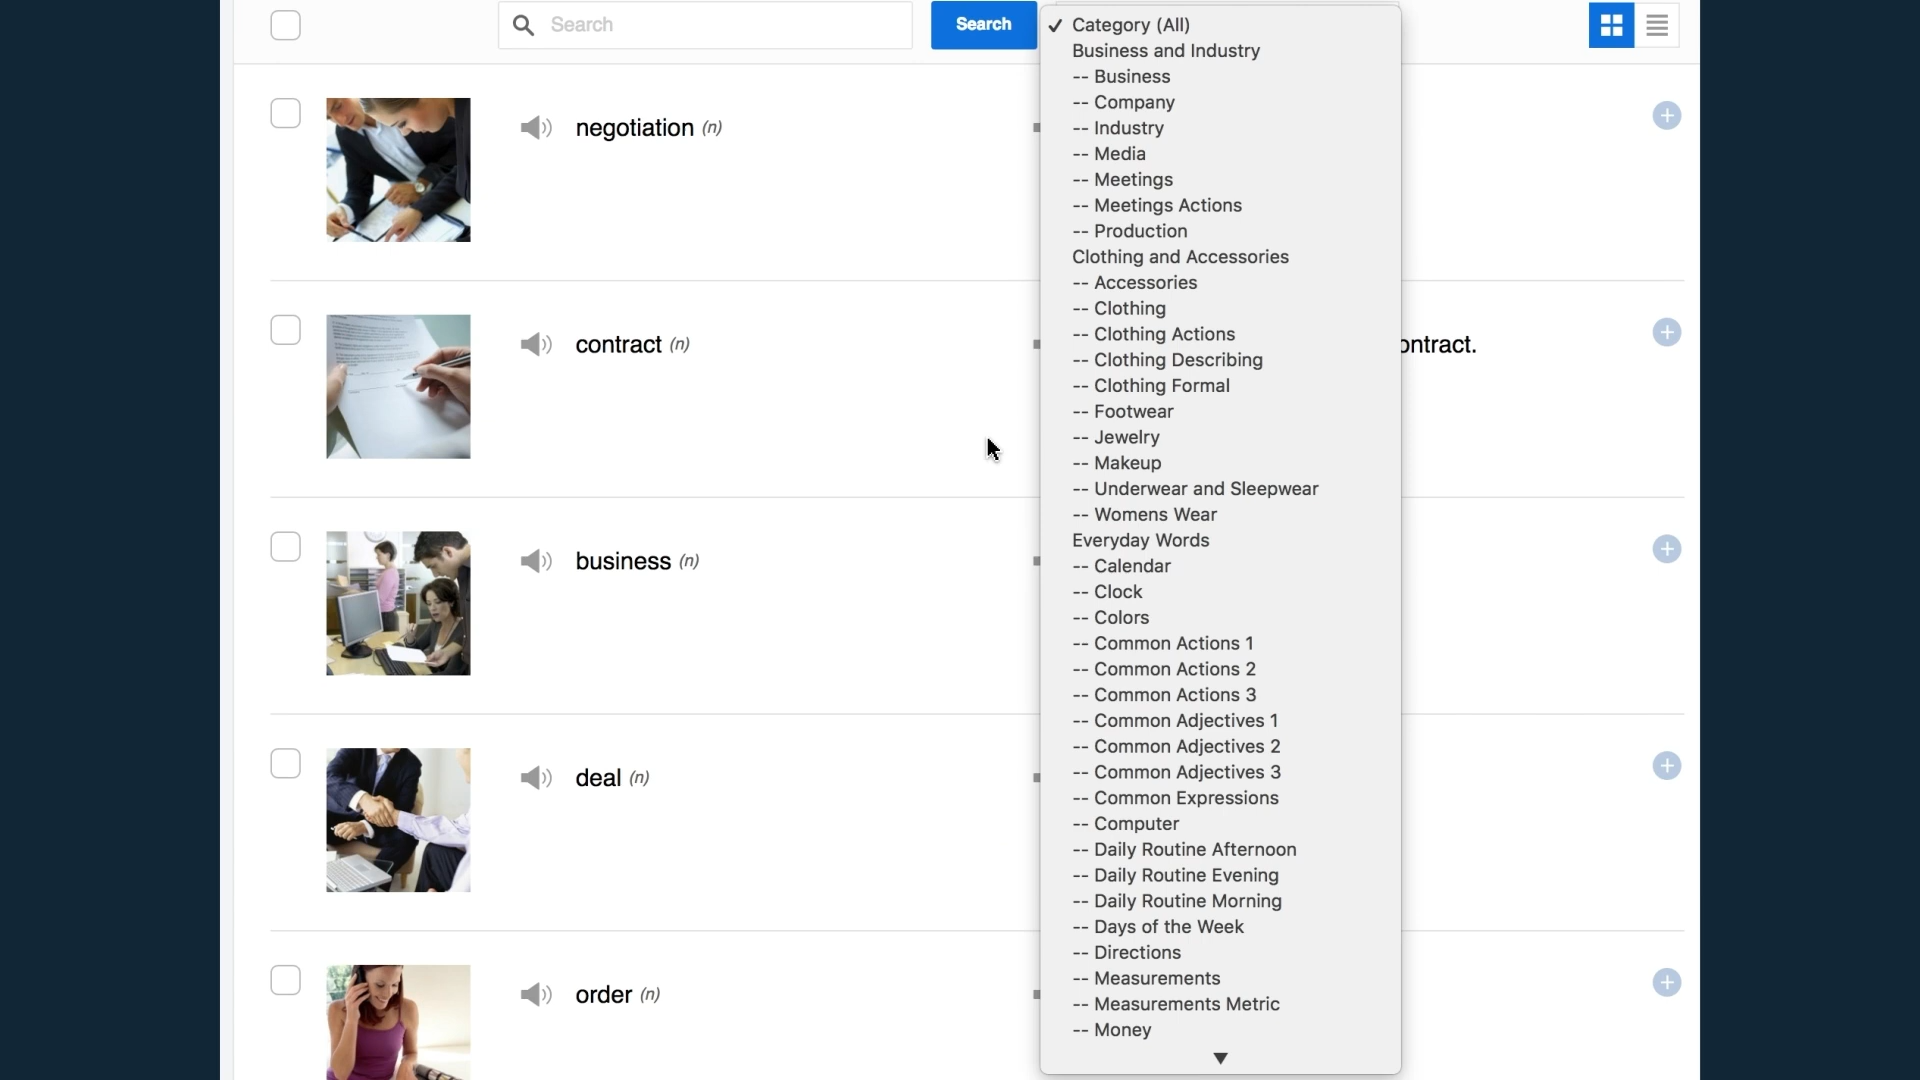 Search
Search
✓ Category (All)
Business and Industry
-- Business
-- Company
-- Industry
-- Media
-- Meetings
-- Meetings Actions
-- Production
Clothing and Accessories
-- Accessories
-- Clothing
-- Clothing Actions
-- Clothing Describing
-- Clothing Formal
-- Footwear
-- Jewelry
-- Makeup
-- Underwear and Sleepwear
-- Womens Wear
Everyday Words
-- Calendar
-- Clock
-- Colors
-- Common Actions 1
-- Common Actions 2
-- Common Actions 3
-- Common Adjectives 1
-- Common Adjectives 2
-- Common Adjectives 3
-- Common Expressions
-- Computer
-- Daily Routine Afternoon
-- Daily Routine Evening
-- Daily Routine Morning
-- Days of the Week
-- Directions
-- Measurements
-- Measurements Metric
-- Money
negotiation (n)
contract (n)
ontract.
business (n)
deal (n)
order (n)